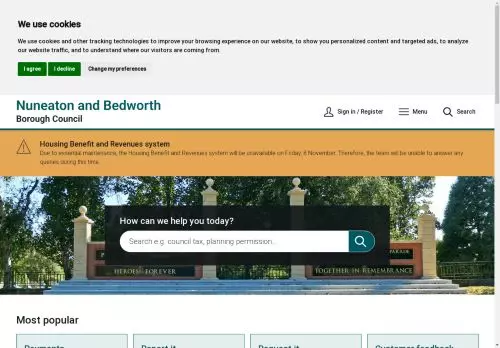 We use cookies
We use cookies and other tracking technologies to improve your browsing experience on our website, to show you personalized content and targeted ads, to analyze
our website traffic, and to understand where our visitors are coming from.
I agree
I decline
Change my preferences
Nuneaton and Bedworth
Borough Council
Sign in / Register
Menu
Search
Housing Benefit and Revenues system
Due to essential maintenance, the Housing Benefit and Revenues system will be unavailable on Friday, 8 November. Therefore, the team will be unable to answer any
queries during this time.
How can we help you today?
Search e.g. council tax, planning permission...
HEROES FOREVER
TOGETHER IN REMEMBRANCE
Most popular
Payments
Report it
Request it
Customer feedback